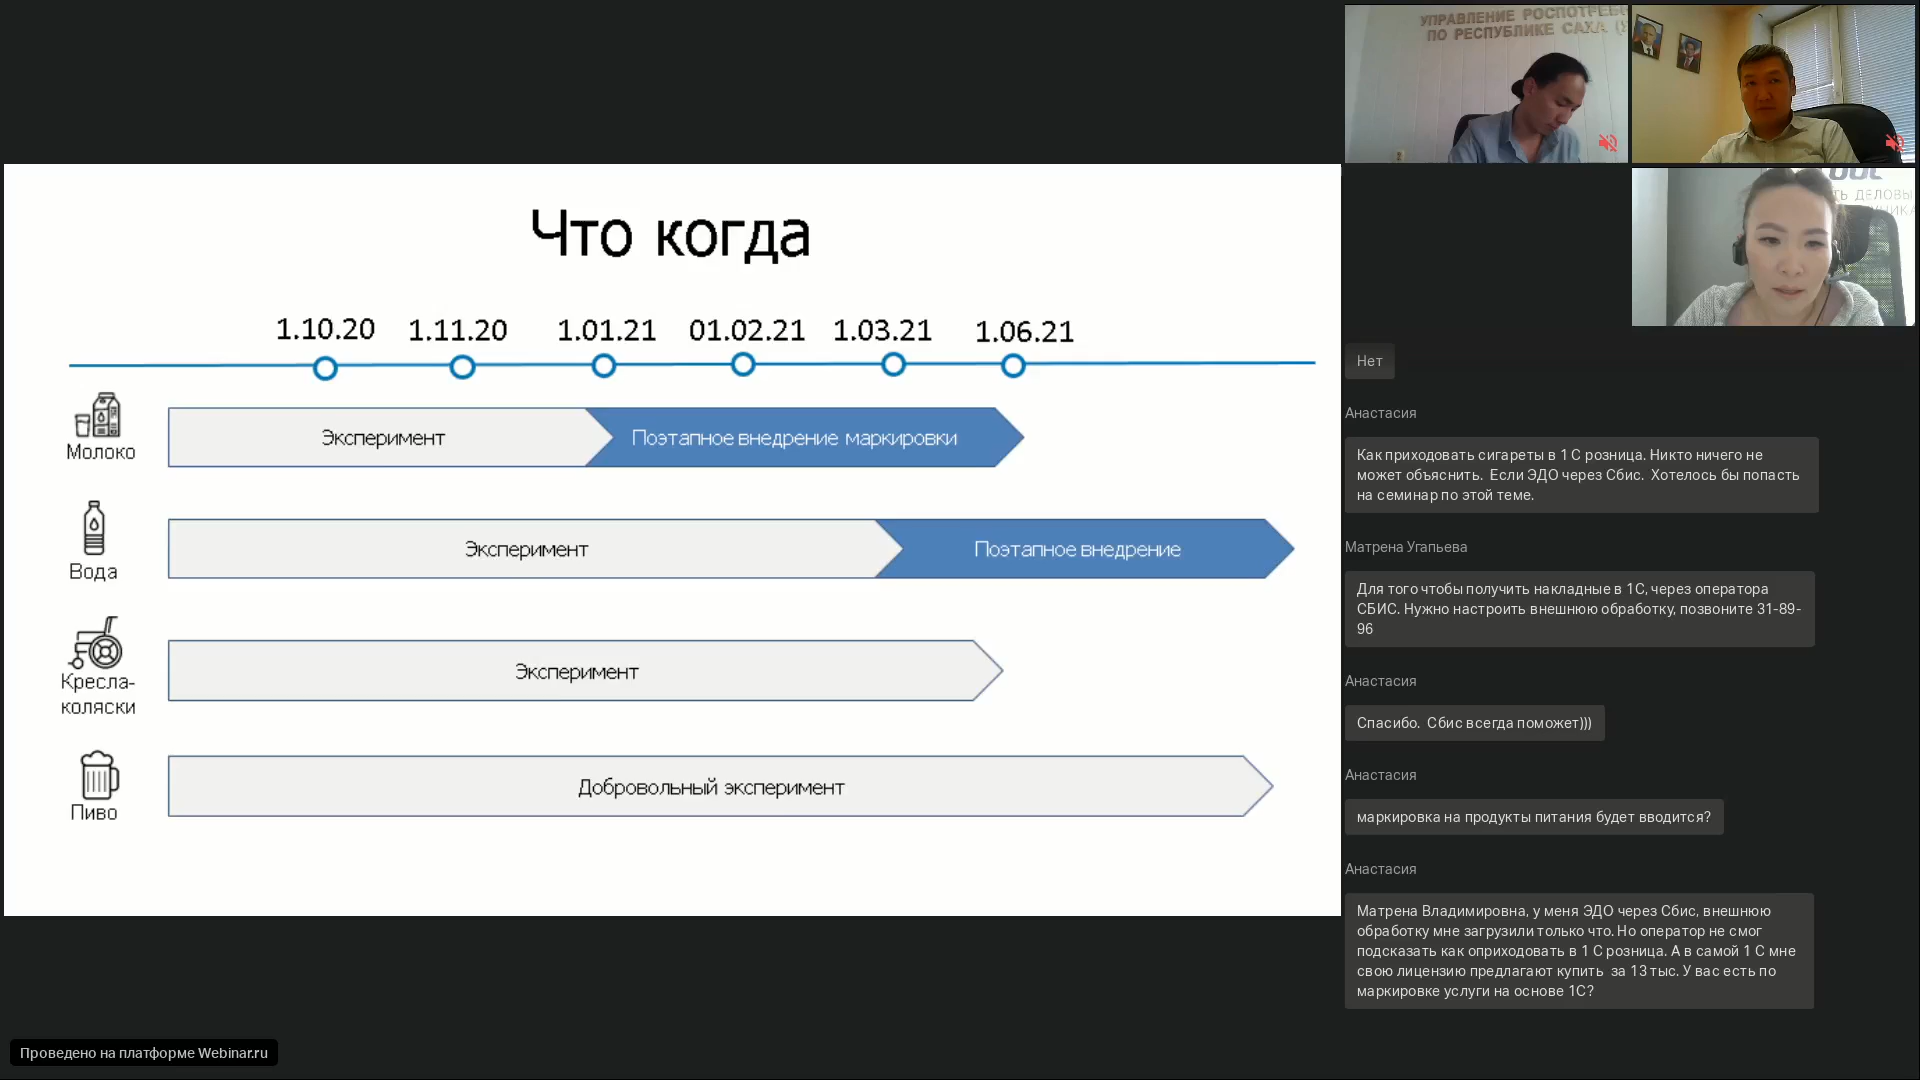 УПРАВЛЕНИЕ РОСПОТРЕБ
ПО РЕСПУБЛИКЕ САХА (
ТЬ ДЕЛОВЫ
Что когда
1.10.20 1.11.20 1.01.21 01.02.21 1.03.21 1.06.21
Молоко
Эксперимент
Поэтапное внедрение маркировки
Вода
Эксперимент
Поэтапное внедрение
Кресла-
коляски
Эксперимент
Пиво
Добровольный эксперимент
Нет
Анастасия
Как приходовать сигареты в 1 С розница. Никто ничего не
может объяснить. Если ЭДО через Сбис. Хотелось бы попасть
на семинар по этой теме.
Матрена Угапьева
Для того чтобы получить накладные в 1С, через оператора
СБИС. Нужно настроить внешнюю обработку, позвоните 31-89-
96
Анастасия
Спасибо. Сбис всегда поможет)))
Анастасия
маркировка на продукты питания будет вводится?
Анастасия
Матрена Владимировна, у меня ЭДО через Сбис, внешнюю
обработку мне загрузили только что. Но оператор не смог
подсказать как оприходовать в 1 С розница. А в самой 1 С мне
свою лицензию предлагают купить за 13 тыс. У вас есть по
маркировке услуги на основе 1С?
Проведено на платформе Webinar.ru